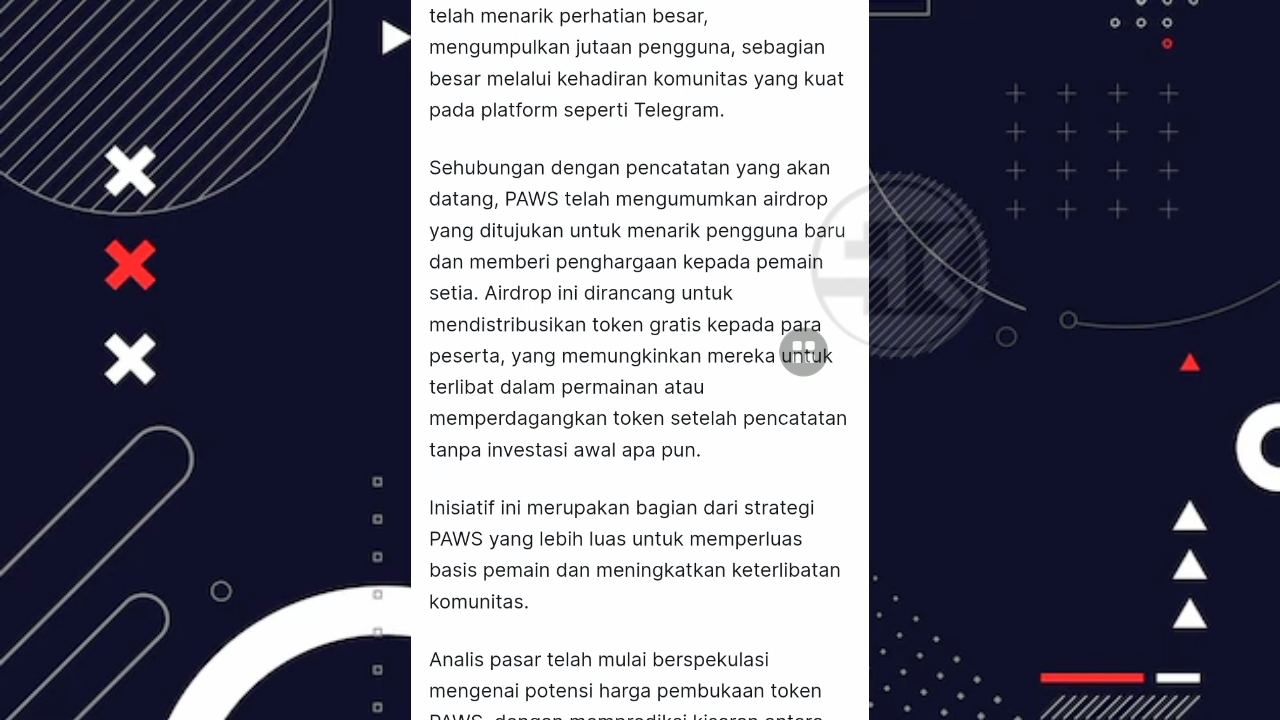 telah menarik perhatian besar,
mengumpulkan jutaan pengguna, sebagian
besar melalui kehadiran komunitas yang kuat
pada platform seperti Telegram.
Sehubungan dengan pencatatan yang akan
datang, PAWS telah mengumumkan airdrop
yang ditujukan untuk menarik pengguna baru
dan memberi penghargaan kepada pemain
setia. Airdrop ini dirancang untuk
mendistribusikan token gratis kepada para
peserta, yang memungkinkan mereka untuk
terlibat dalam permainan atau
memperdagangkan token setelah pencatatan
tanpa investasi awal apa pun.
Inisiatif ini merupakan bagian dari strategi
PAWS yang lebih luas untuk memperluas
basis pemain dan meningkatkan keterlibatan
komunitas.
Analis pasar telah mulai berspekulasi
mengenai potensi harga pembukaan token